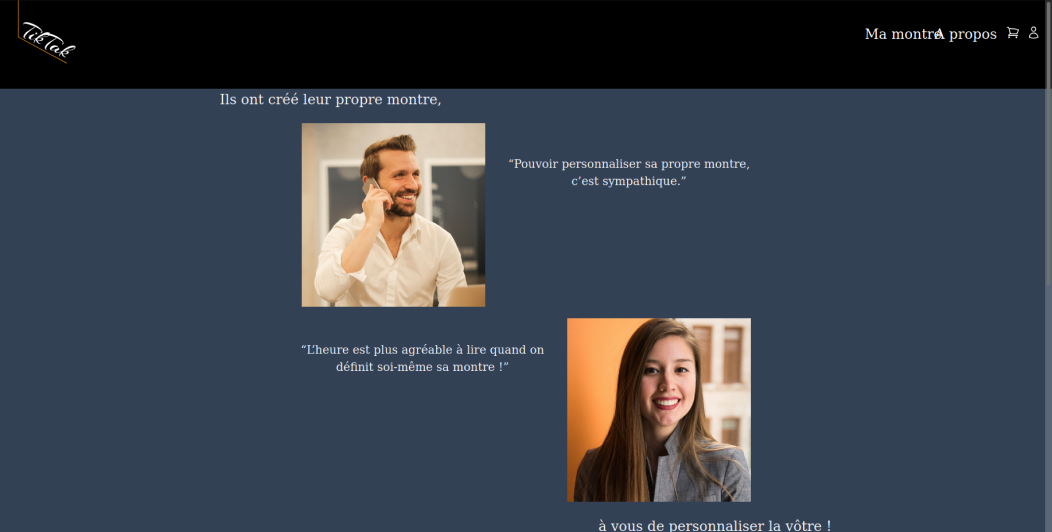 TikTak
Ma montre
A propos
Ils ont créé leur propre montre,
“Pouvoir personnaliser sa propre montre,
c’est sympathique.”
“L’heure est plus agréable à lire quand on
définit soi-même sa montre !”
à vous de personnaliser la vôtre !